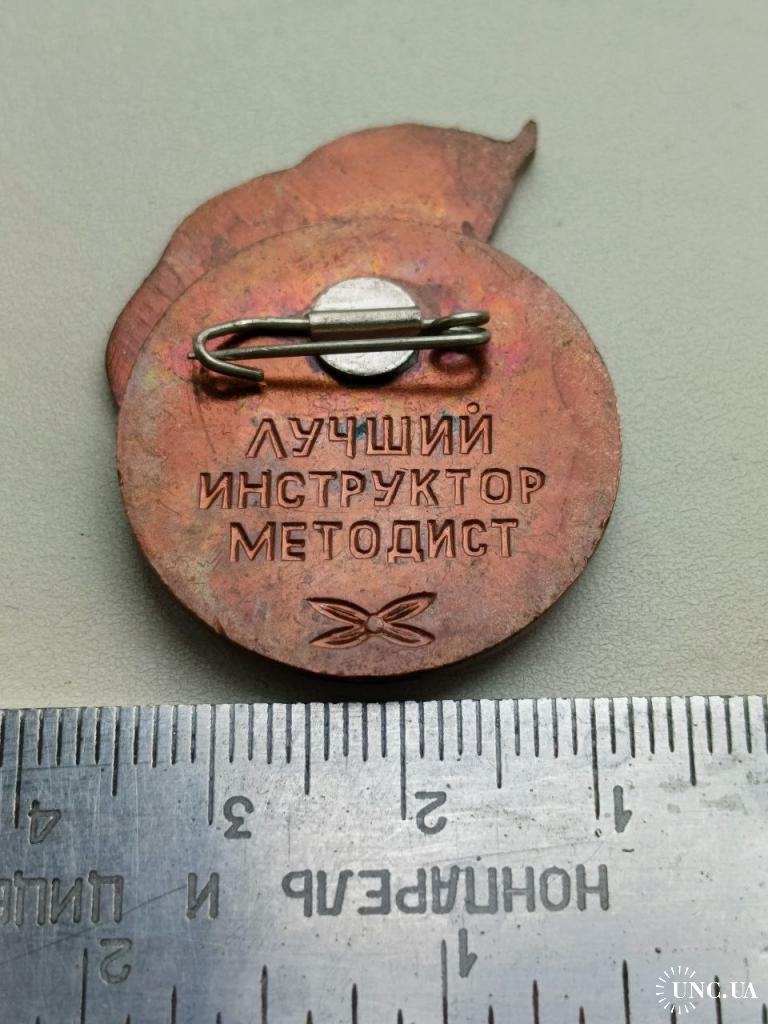 ЛУЧШИЙ
ИНСТРУКТОР
МЕТОДИСТ
4 3 2 1
И НОНПАРЕЛЬ
2 1
UNC.UA